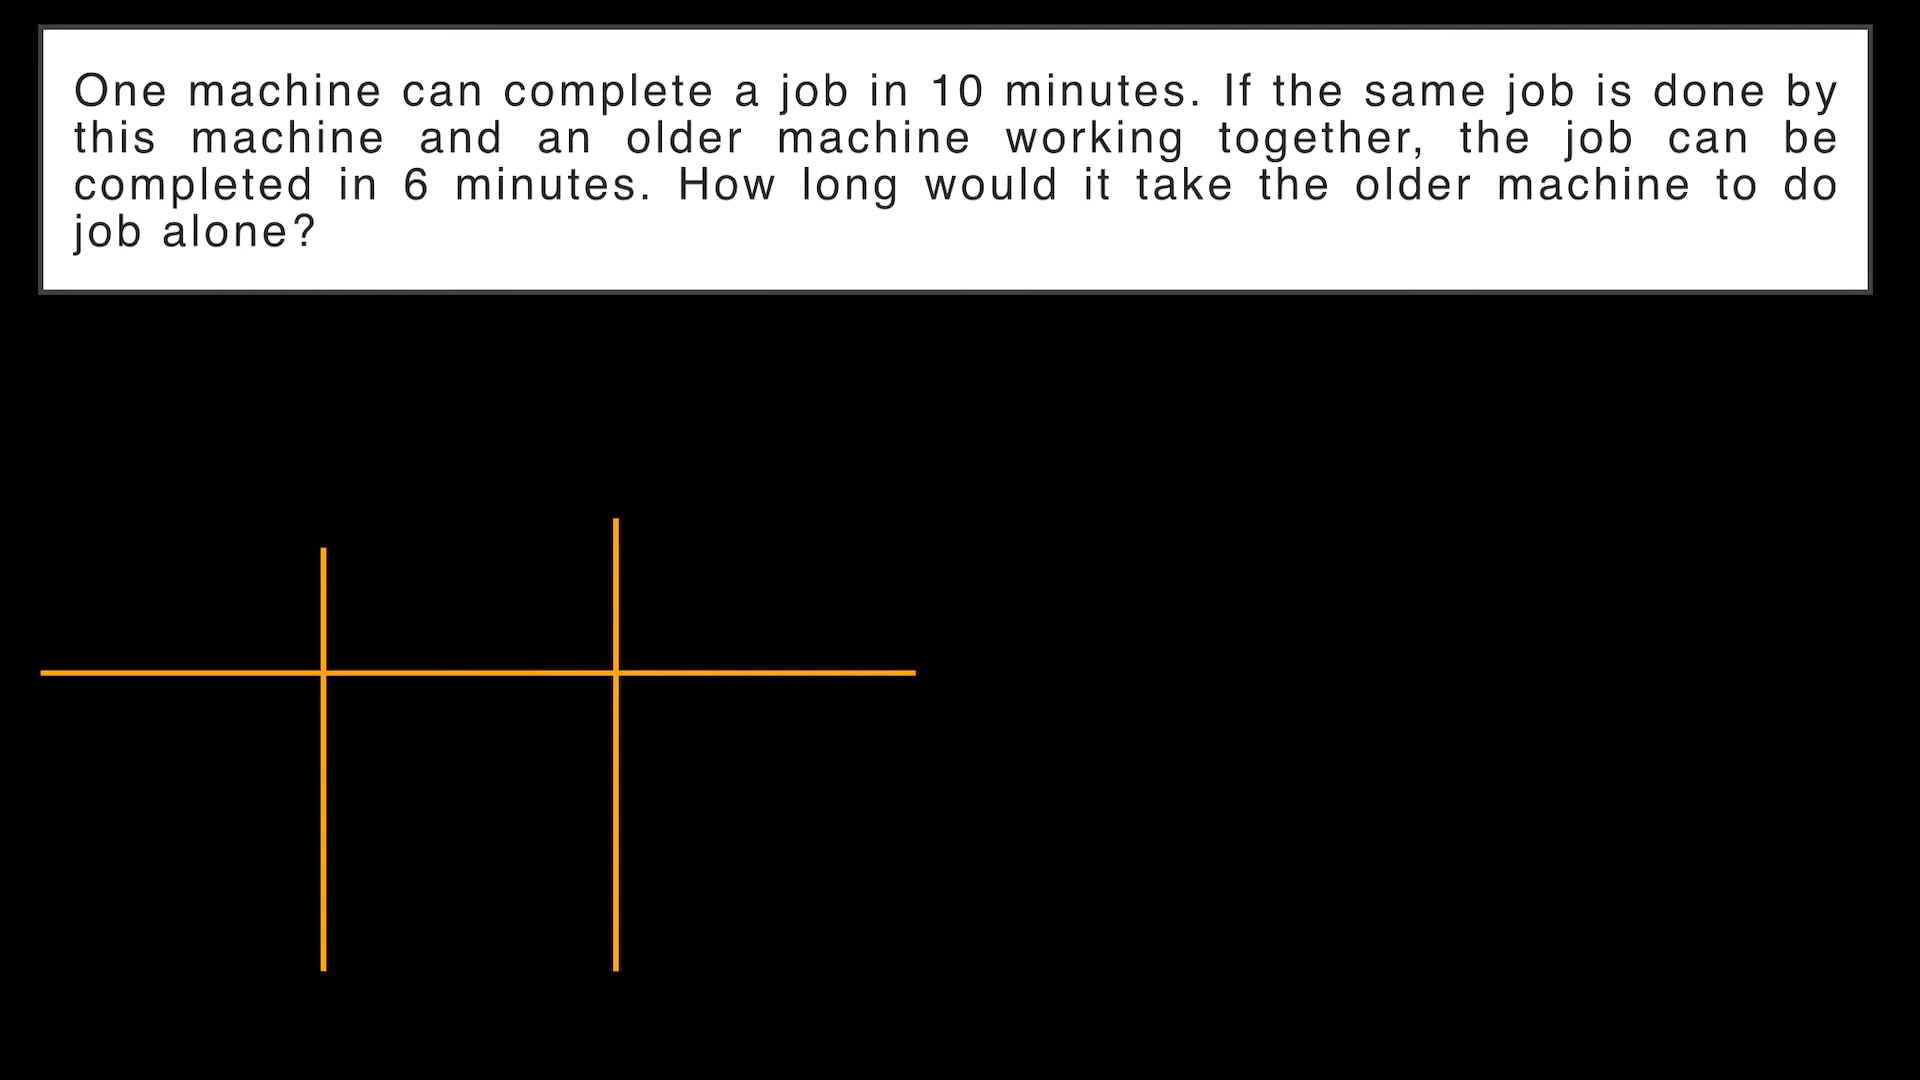 One machine can complete a job in 10 minutes. If the same job is done by
this machine and an older machine working together, the job can be
completed in 6 minutes. How long would it take the older machine to do
job alone?